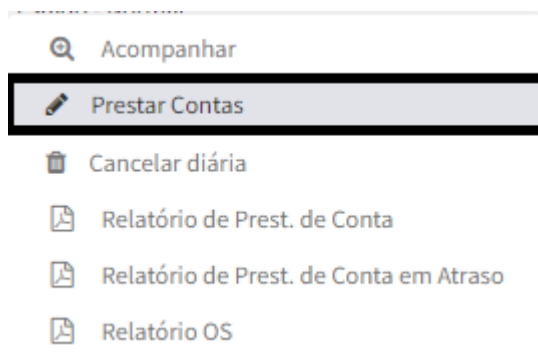 Acompanhar
Prestar Contas
Cancelar diária
Relatório de Prest. de Conta
Relatório de Prest. de Conta em Atraso
Relatório OS